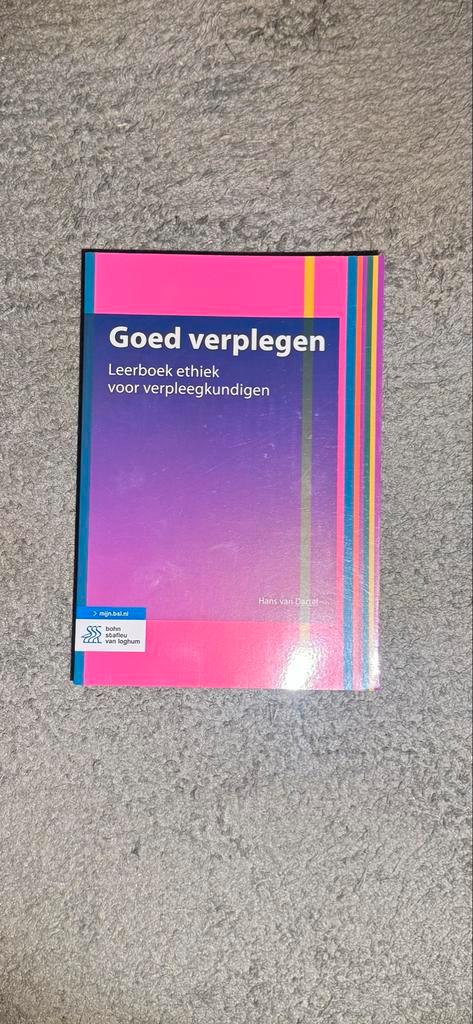 Goed verplegen
Leerboek ethiek
voor verpleegkundigen
Hans van Dartel
> mijn.bsl.nl
bohn
stafleu
van loghum